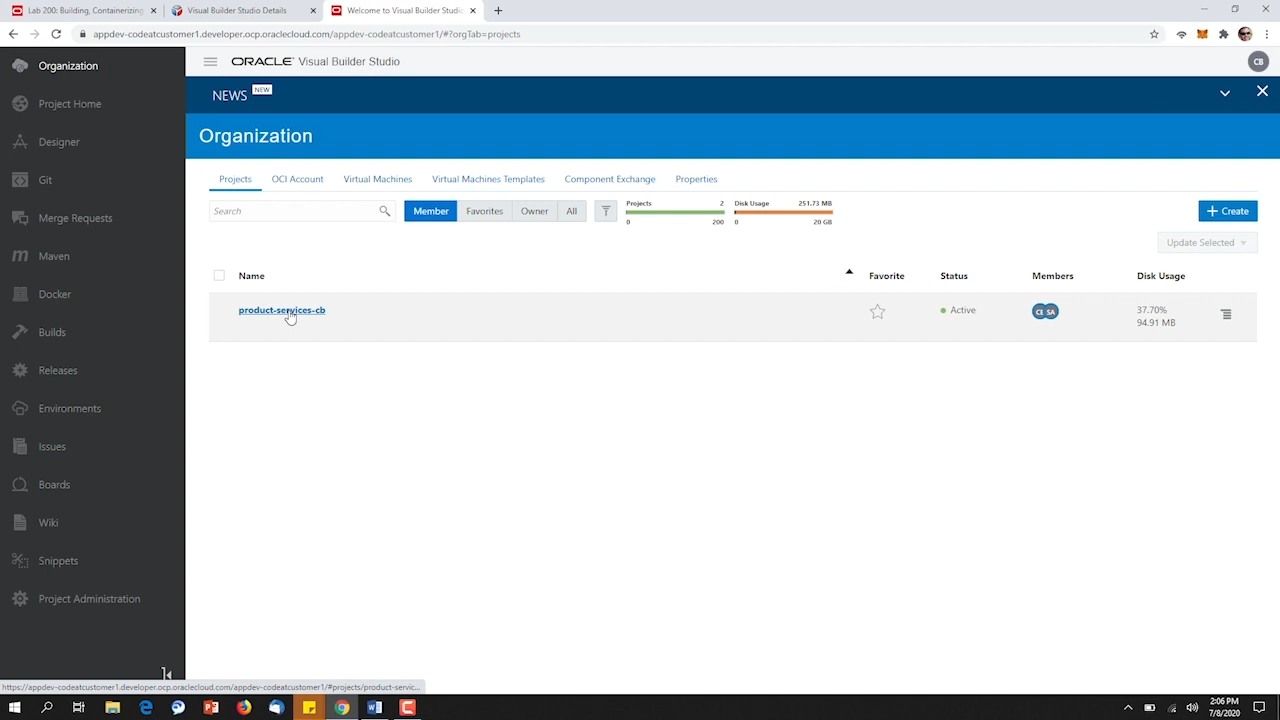 Lab 200: Building, Containerizing
Visual Builder Studio Details
Welcome to Visual Builder Studio
appdev-codeatcustomer1.developer.ocp.oraclecloud.com/appdev-codeatcustomer1/#?orgTab=projects
Organization
ORACLE Visual Builder Studio
CB
Project Home
NEWS NEW
Designer
Organization
Git
Projects
OCI Account
Virtual Machines
Virtual Machines Templates
Component Exchange
Properties
Merge Requests
Search
Member
Favorites
Owner
All
Projects 2
0 200
Disk Usage 251.73 MB
0 20 GB
+ Create
Update Selected
Maven
Name
Favorite
Status
Members
Disk Usage
Docker
product-services-cb
Active
CB SA
37.70%
94.91 MB
Builds
Releases
Environments
Issues
Boards
Wiki
Snippets
Project Administration
https://appdev-codeatcustomer1.developer.ocp.oraclecloud.com/appdev-codeatcustomer1/#projects/product-servic...
2:06 PM
7/8/2020